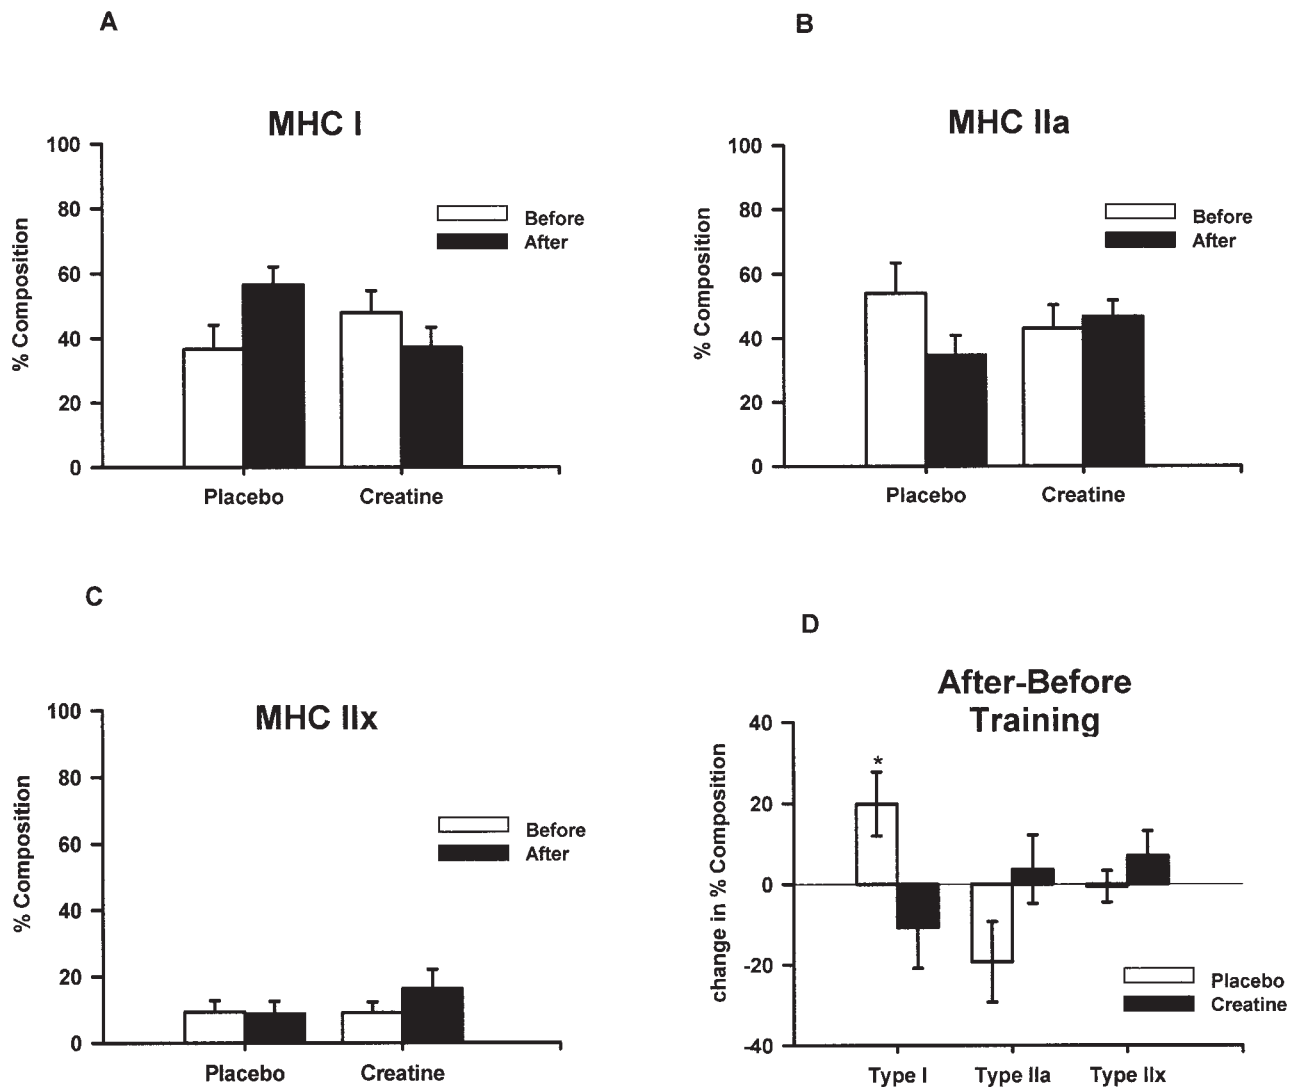 A
MHC I
100
80
60
40
20
0
% Composition
Before
After
Placebo
Creatine
B
MHC IIa
100
80
60
40
20
0
% Composition
Before
After
Placebo
Creatine
C
MHC IIx
100
80
60
40
20
0
% Composition
Before
After
Placebo
Creatine
D
After-Before
Training
40
20
0
-20
-40
change in % Composition
*
Placebo
Creatine
Type I
Type IIa
Type IIx